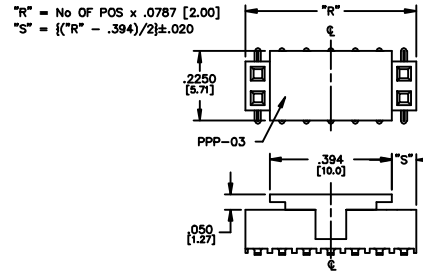 "R" = No OF POS x .0787 [2.00]
"S" = {("R" - .394)/2}±.020
"R"
℄
.2250
[5.71]
PPP-03
.394
[10.0]
"S"
.050
[1.27]
℄